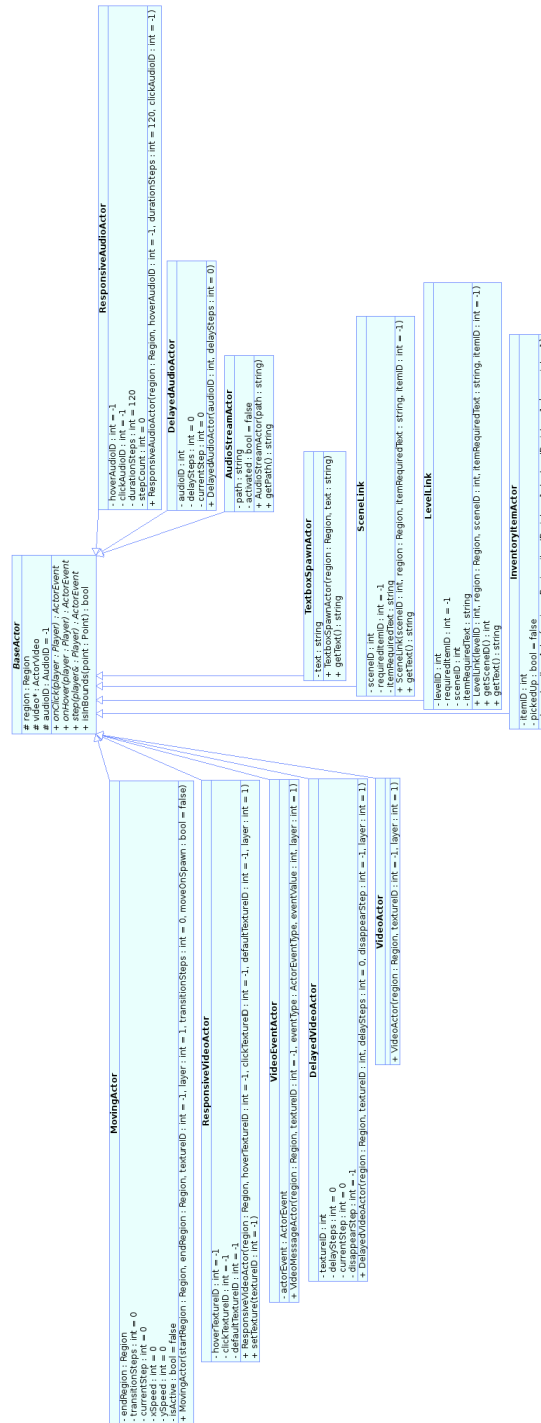 BaseActor
# region : Region
# video* : ActorVideo
# audioID : AudioID = -1
+ onClick(player : Player) : ActorEvent
+ onHover(player : Player) : ActorEvent
+ step(player& : Player) : ActorEvent
+ isInBounds(point : Point) : bool
MovingActor
- endRegion : Region
- transitionSteps : int = 0
- currentStep : int = 0
- xSpeed : int = 0
- ySpeed : int = 0
- isActive : bool = false
+ MovingActor(startRegion : Region, endRegion : Region, textureID : int = -1, layer : int = 1, transitionSteps : int = 0, moveOnSpawn : bool = false)
ResponsiveVideoActor
- hoverTextureID : int = -1
- clickTextureID : int = -1
- defaultTextureID : int = -1
+ ResponsiveVideoActor(region : Region, hoverTextureID : int = -1, clickTextureID : int = -1, defaultTextureID : int = -1, layer : int = 1)
+ setTexture(textureID : int = -1)
VideoEventActor
- actorEvent : ActorEvent
+ VideoMessageActor(region : Region, textureID : int = -1, eventType : ActorEventType, eventValue : int, layer : int = 1)
DelayedVideoActor
- textureID : int
- delaySteps : int = 0
- currentStep : int = 0
- disappearStep : int = -1
+ DelayedVideoActor(region : Region, textureID : int, delaySteps : int = 0, disappearStep : int = -1, layer : int = 1)
VideoActor
+ VideoActor(region : Region, textureID : int = -1, layer : int = 1)
TextboxSpawnActor
- text : string
+ TextboxSpawnActor(region : Region, text : string)
+ getText() : string
SceneLink
- sceneID : int
- requiredItemID : int = -1
- itemRequiredText : string
+ SceneLink(sceneID : int, region : Region, itemRequiredText : string, itemID : int = -1)
+ getText() : string
LevelLink
- levelID : int
- requiredItemID : int = -1
- sceneID : int
- itemRequiredText : string
+ LevelLink(levelID : int, region : Region, sceneID : int, itemRequiredText : string, itemID : int = -1)
+ getSceneID() : int
+ getText() : string
InventoryItemActor
- itemID : int
- pickedUp : bool = false
ResponsiveAudioActor
- hoverAudioID : int = -1
- clickAudioID : int = -1
- durationSteps : int = 120
- stepCount : int = 0
+ ResponsiveAudioActor(region : Region, hoverAudioID : int = -1, durationSteps : int = 120, clickAudioID : int = -1)
DelayedAudioActor
- audioID : int
- delaySteps : int = 0
- currentStep : int = 0
+ DelayedAudioActor(audioID : int, delaySteps : int = 0)
AudioStreamActor
- path : string
- activated : bool = false
+ AudioStreamActor(path : string)
+ getPath() : string